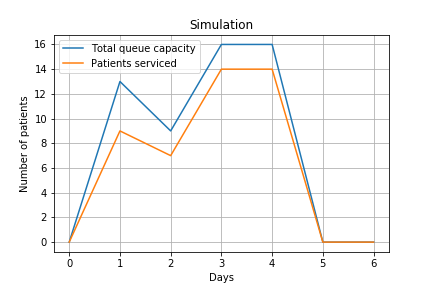 Simulation
Total queue capacity
Patients serviced
Number of patients
16
14
12
10
8
6
4
2
0
0 1 2 3 4 5 6
Days